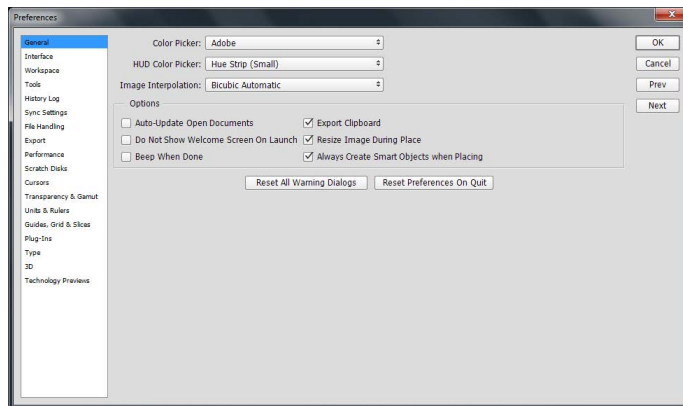 Preferences
General
Interface
Workspace
Tools
History Log
Sync Settings
File Handling
Export
Performance
Scratch Disks
Cursors
Transparency & Gamut
Units & Rulers
Guides, Grid & Slices
Plug-Ins
Type
3D
Technology Previews
Color Picker: Adobe
HUD Color Picker: Hue Strip (Small)
Image Interpolation: Bicubic Automatic
Options
Auto-Update Open Documents
Export Clipboard
Do Not Show Welcome Screen On Launch
Resize Image During Place
Beep When Done
Always Create Smart Objects when Placing
Reset All Warning Dialogs
Reset Preferences On Quit
OK
Cancel
Prev
Next